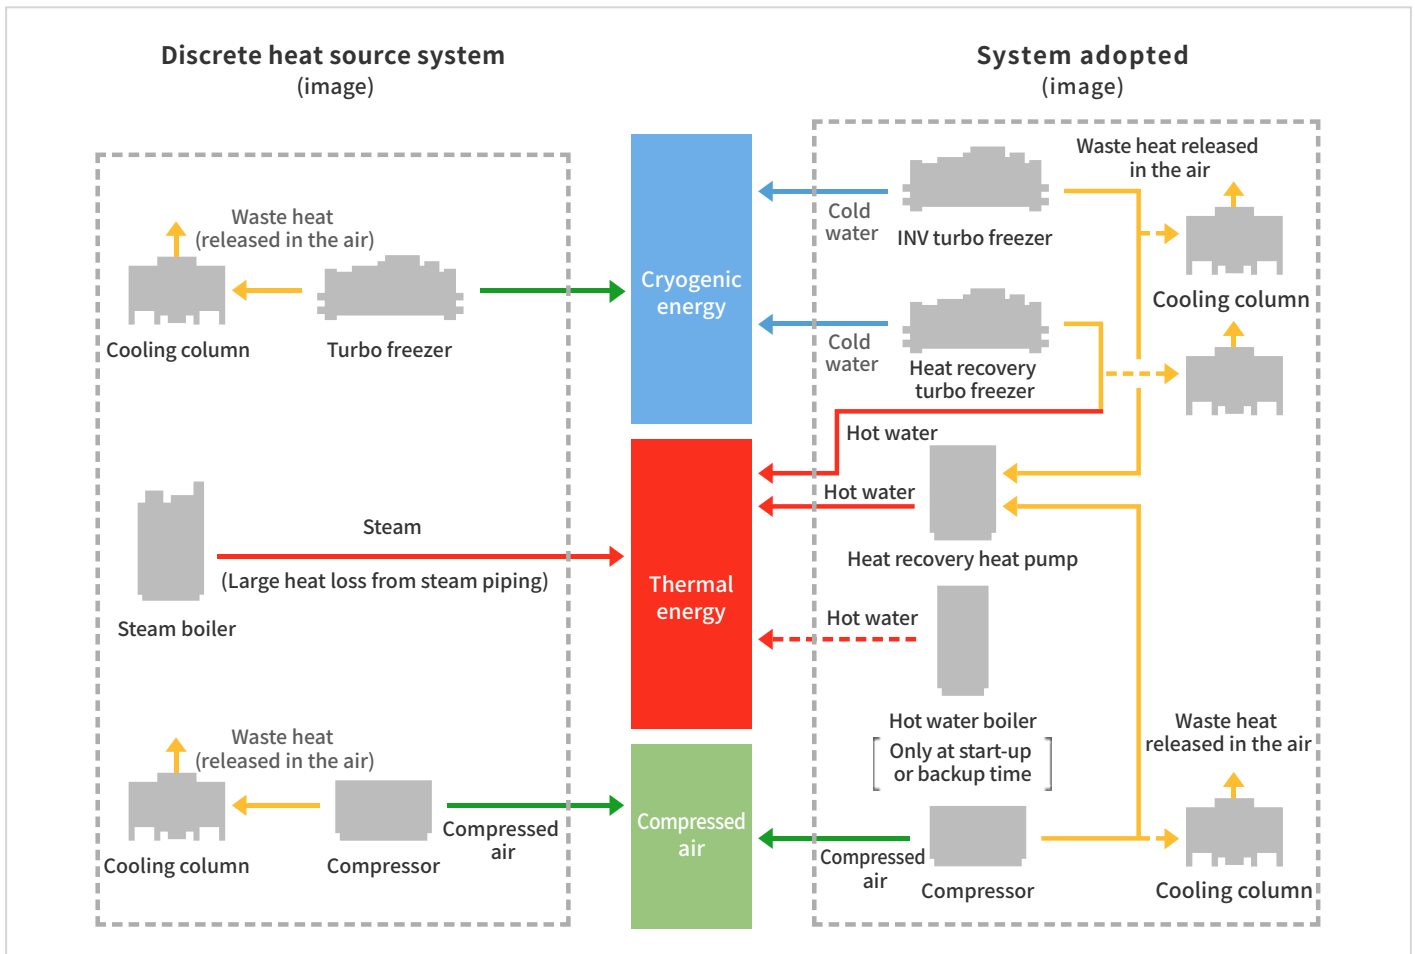 Discrete heat source system
(image)
Waste heat
(released in the air)
Cooling column
Turbo freezer
Steam
(Large heat loss from steam piping)
Steam boiler
Waste heat
(released in the air)
Compressed
air
Cooling column
Compressor
Cryogenic
energy
Thermal
energy
Compressed
air
System adopted
(image)
Waste heat released
in the air
Cold
water
INV turbo freezer
Cooling column
Cold
water
Heat recovery
turbo freezer
Hot water
Hot water
Heat recovery heat pump
Hot water
Hot water boiler
Only at start-up
or backup time
Waste heat
released in the air
Compressed
air
Compressor
Cooling column